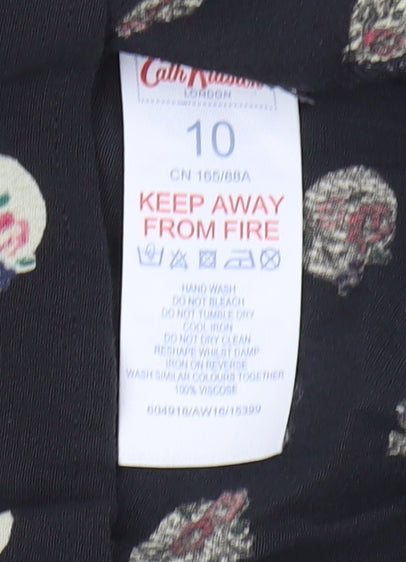 Cath Kidston
LONDON
10
CN 165/88A
KEEP AWAY
FROM FIRE
HAND WASH
DO NOT BLEACH
DO NOT TUMBLE DRY
COOL IRON
DO NOT DRY CLEAN
RESHAPE WHILST DAMP
IRON ON REVERSE
WASH SIMILAR COLOURS TOGETHER
100% VISCOSE
604918/AW16/15399